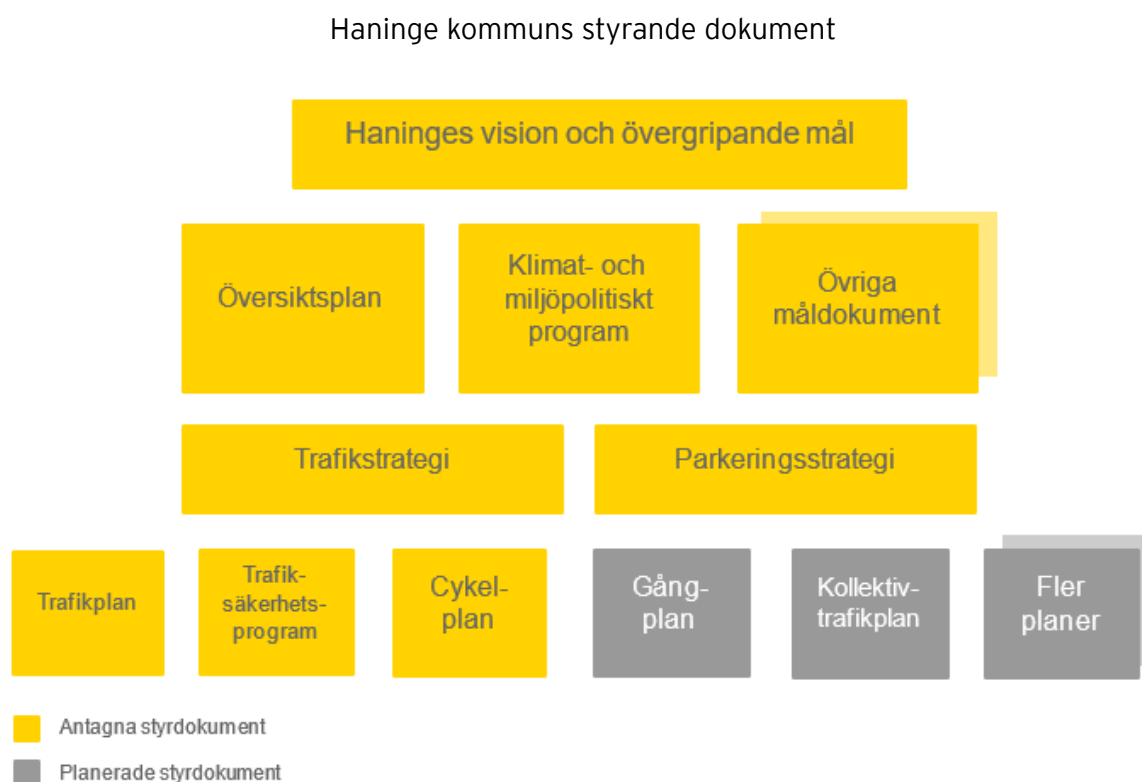 Haninge kommuns styrande dokument
Haninges vision och övergripande mål
Översiktsplan
Klimat- och
miljöpolitiskt
program
Övriga
måldokument
Trafikstrategi
Parkeringsstrategi
Trafikplan
Trafik-
säkerhets-
program
Cykel-
plan
Gång-
plan
Kollektiv-
trafikplan
Fler
planer
Antagna styrdokument
Planerade styrdokument